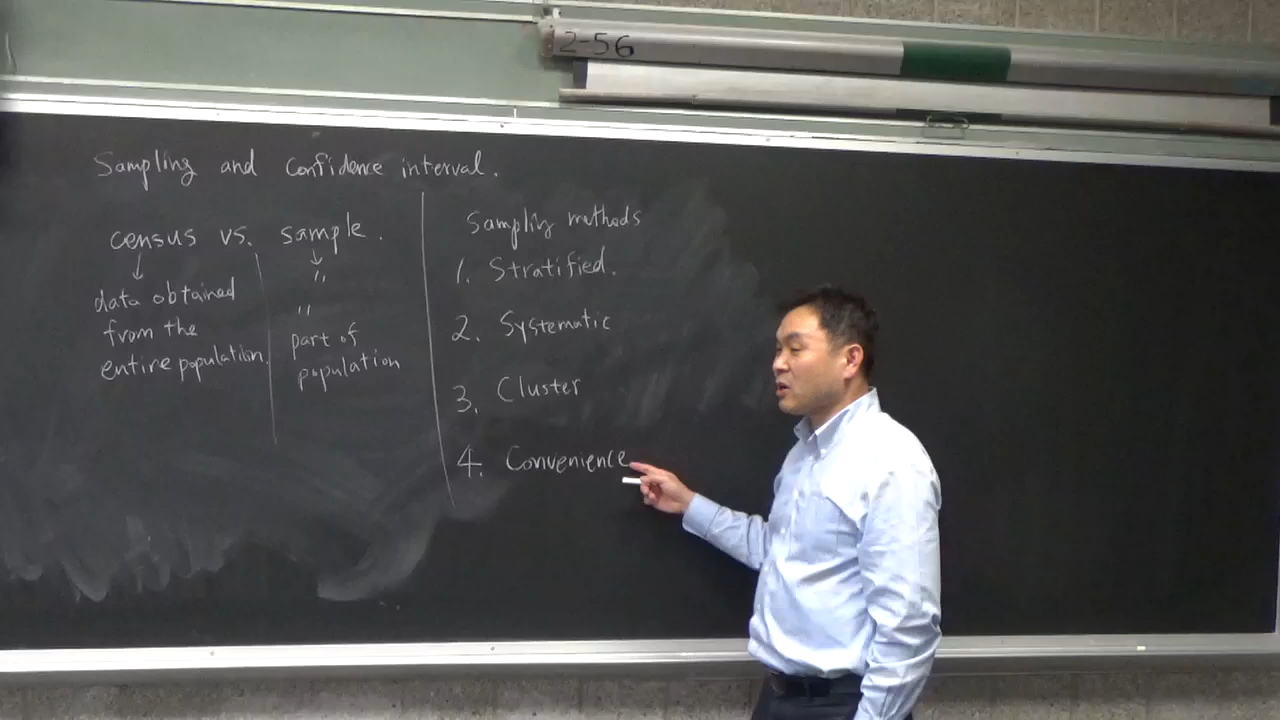 2-56
Sampling and confidence interval.
census vs. sample.
↓
data obtained
from the
entire population.
↓
"
"
part of
population
Sampling methods
1. Stratified.
2. Systematic
3. Cluster
4. Convenience